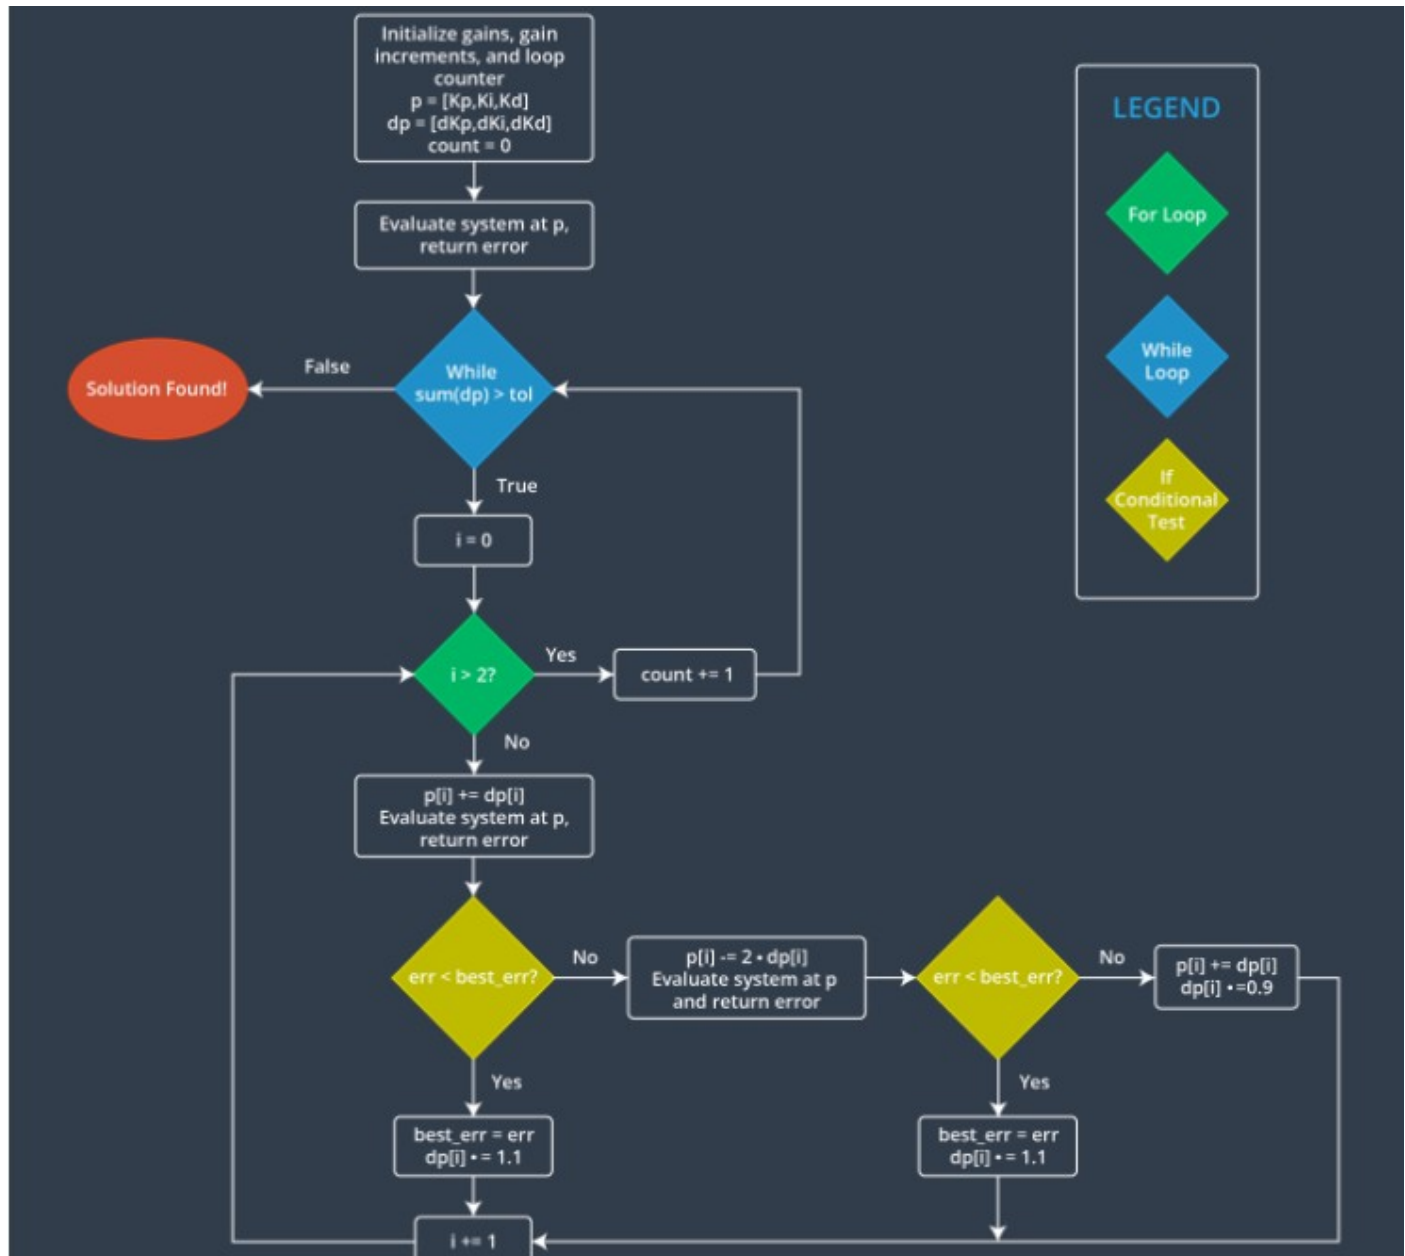 Initialize gains, gain
increments, and loop
counter
p = [Kp,Ki,Kd]
dp = [dKp,dKi,dKd]
count = 0
Evaluate system at p,
return error
While
sum(dp) > tol
False
Solution Found!
True
i = 0
i > 2?
Yes
count += 1
No
p[i] += dp[i]
Evaluate system at p,
return error
err < best_err?
No
p[i] -= 2 • dp[i]
Evaluate system at p
and return error
err < best_err?
No
p[i] += dp[i]
dp[i] •=0.9
Yes
best_err = err
dp[i] •= 1.1
Yes
best_err = err
dp[i] •= 1.1
i += 1
LEGEND
For Loop
While
Loop
If
Conditional
Test